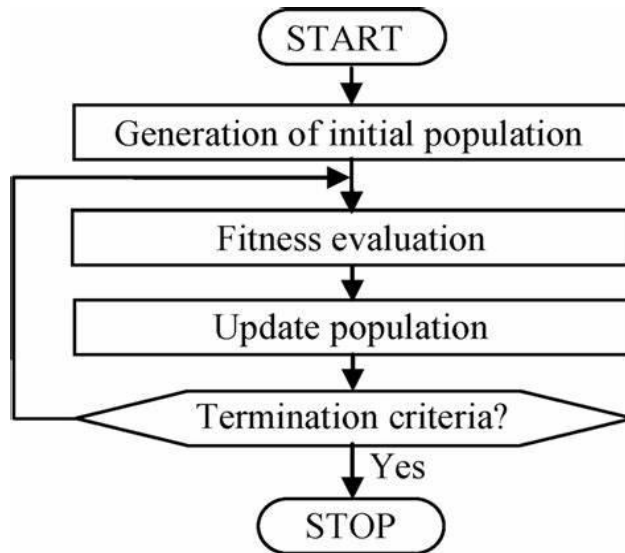 START
Generation of initial population
Fitness evaluation
Update population
Termination criteria?
Yes
STOP